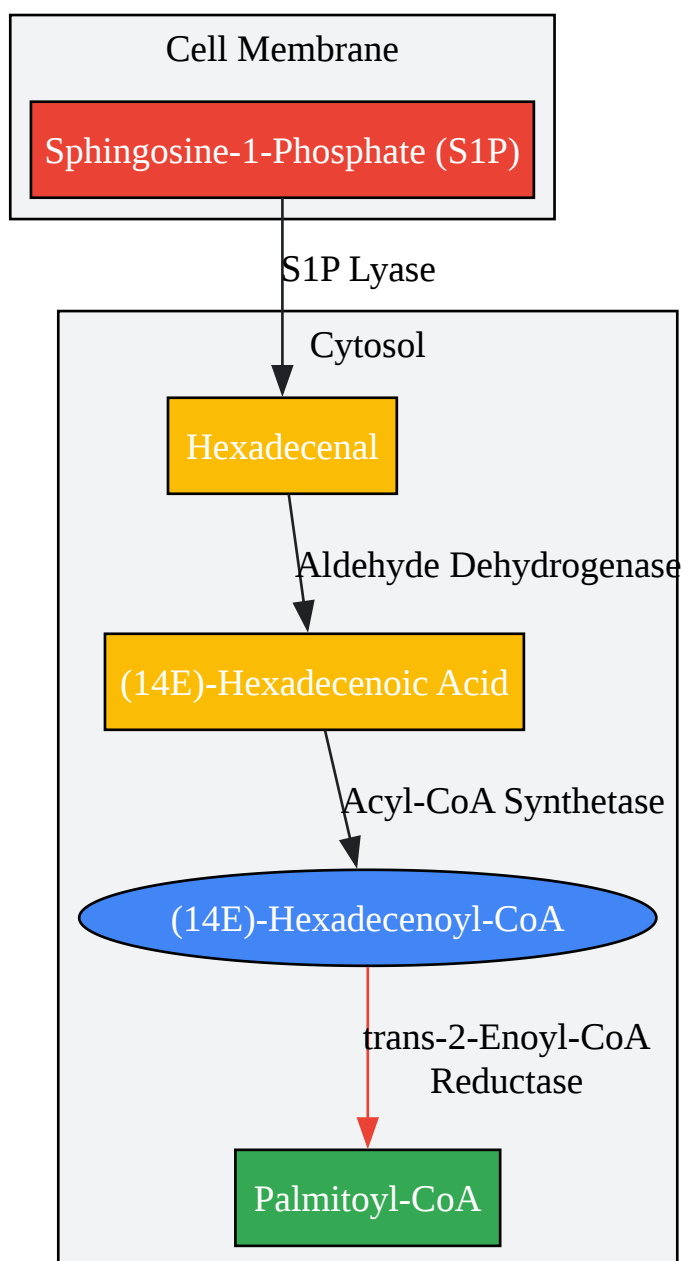 Cell Membrane
Sphingosine-1-Phosphate (S1P)
S1P Lyase
Cytosol
Hexadecenal
Aldehyde Dehydrogenase
(14E)-Hexadecenoic Acid
Acyl-CoA Synthetase
(14E)-Hexadecenoyl-CoA
trans-2-Enoyl-CoA
Reductase
Palmitoyl-CoA